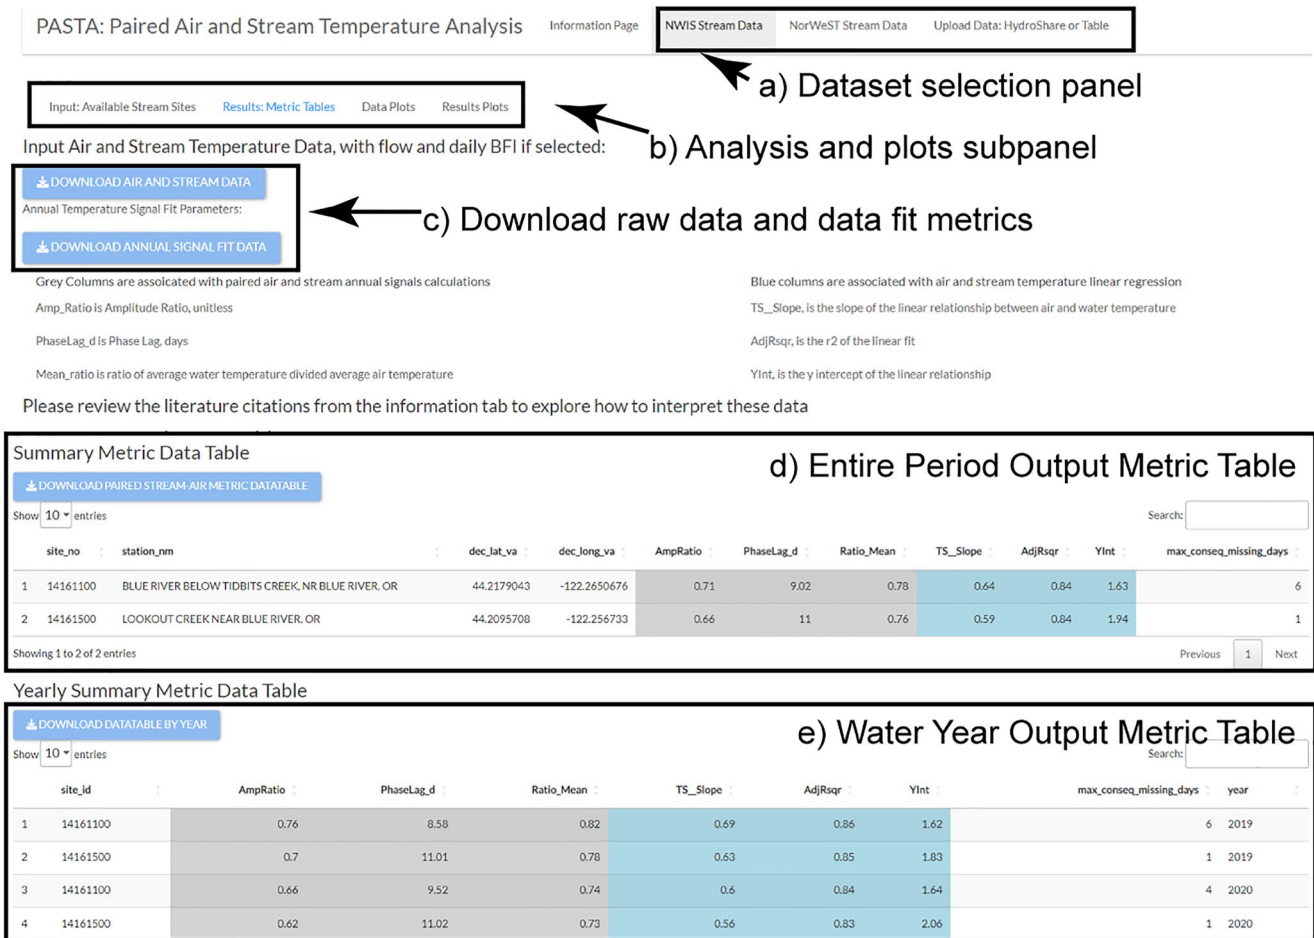 PASTA: Paired Air and Stream Temperature Analysis Information Page NWIS Stream Data NorWeST Stream Data Upload Data: HydroShare or Table
a) Dataset selection panel
Input: Available Stream Sites Results: Metric Tables Data Plots Results Plots
b) Analysis and plots subpanel
Input Air and Stream Temperature Data, with flow and daily BFI if selected:
DOWNLOAD AIR AND STREAM DATA
Annual Temperature Signal Fit Parameters:
c) Download raw data and data fit metrics
DOWNLOAD ANNUAL SIGNAL FIT DATA
Grey Columns are assoicated with paired air and stream annual signals calculations Blue columns are associated with air and stream temperature linear regression
Amp_Ratio is Amplitude Ratio, unitless TS__Slope, is the slope of the linear relationship between air and water temperature
PhaseLag_d is Phase Lag, days AdjRsqr, is the r2 of the linear fit
Mean_ratio is ratio of average water temperature divided average air temperature YInt, is the y intercept of the linear relationship
Please review the literature citations from the information tab to explore how to interpret these data
Summary Metric Data Table
d) Entire Period Output Metric Table
DOWNLOAD PAIRED STREAM-AIR METRIC DATATABLE
Show 10 entries Search:
site_no station_nm dec_lat_va dec_long_va AmpRatio PhaseLag_d Ratio_Mean TS__Slope AdjRsqr YInt max_conseq_missing_days
1 14161100 BLUE RIVER BELOW TIDBITS CREEK, NR BLUE RIVER, OR 44.2179043 -122.2650676 0.71 9.02 0.78 0.64 0.84 1.63 6
2 14161500 LOOKOUT CREEK NEAR BLUE RIVER, OR 44.2095708 -122.256733 0.66 11 0.76 0.59 0.84 1.94 1
Showing 1 to 2 of 2 entries Previous 1 Next
Yearly Summary Metric Data Table
DOWNLOAD DATATABLE BY YEAR
e) Water Year Output Metric Table
Show 10 entries Search:
site_id AmpRatio PhaseLag_d Ratio_Mean TS__Slope AdjRsqr YInt max_conseq_missing_days year
1 14161100 0.76 8.58 0.82 0.69 0.86 1.62 6 2019
2 14161500 0.7 11.01 0.78 0.63 0.85 1.83 1 2019
3 14161100 0.66 9.52 0.74 0.6 0.84 1.64 4 2020
4 14161500 0.62 11.02 0.73 0.56 0.83 2.06 1 2020